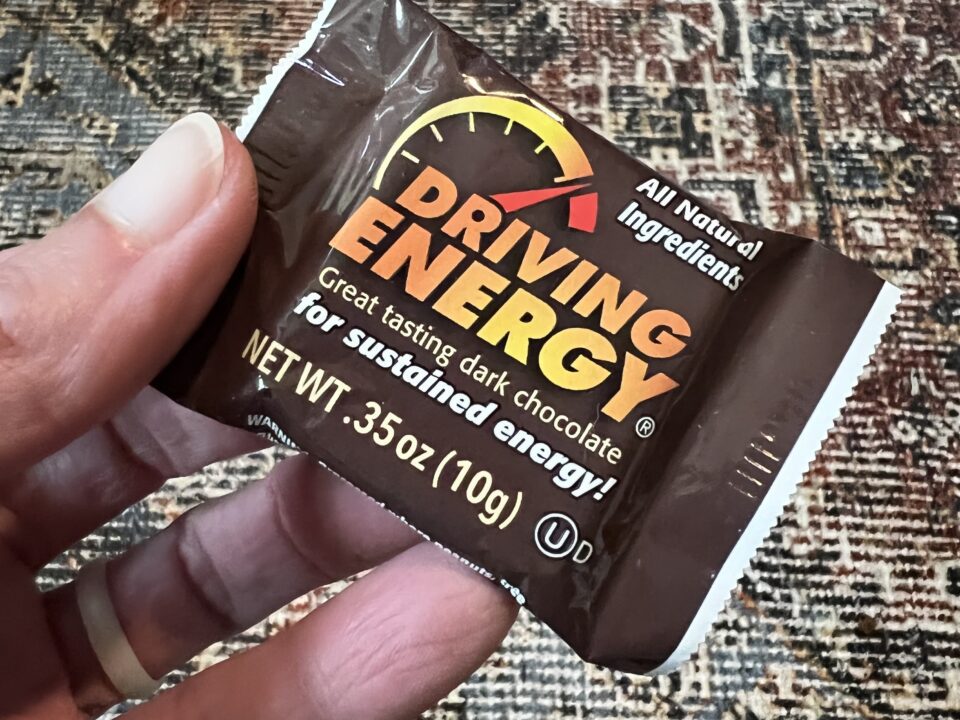 All Natural
Ingredients
DRIVING
ENERGY®
Great tasting dark chocolate
for sustained energy!
NET WT .35 oz (10g)
U D